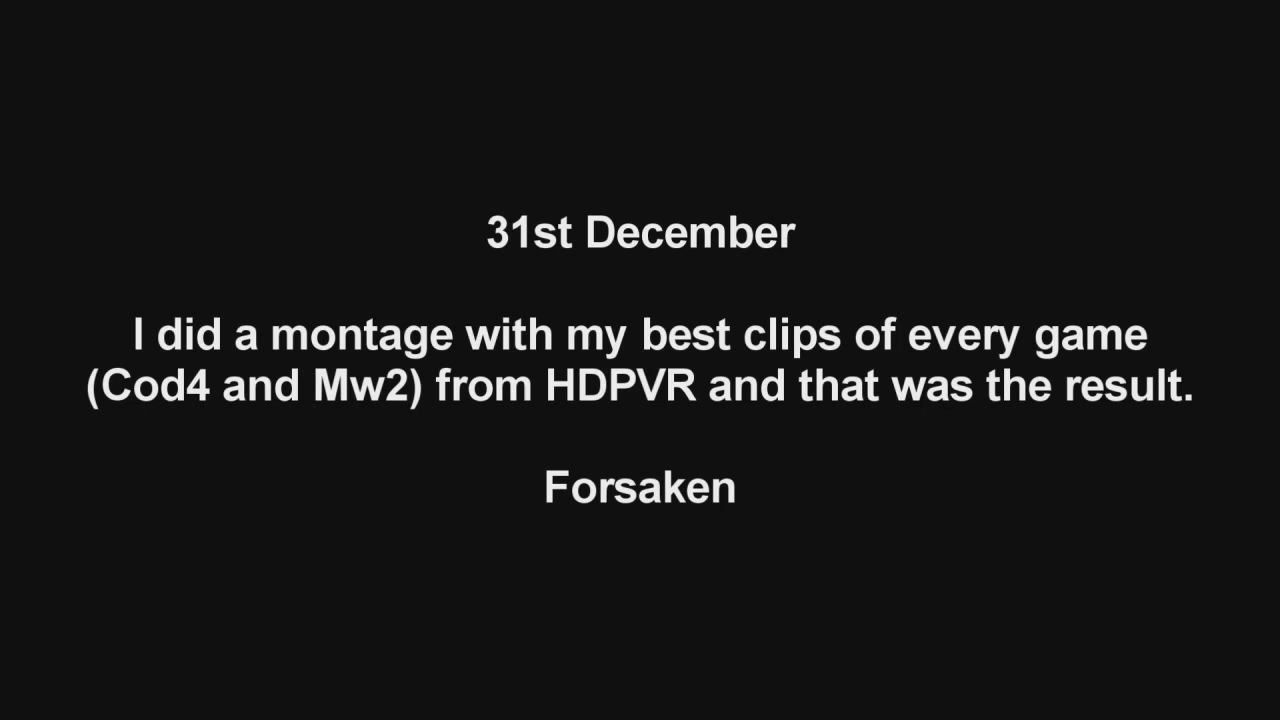 31st December
I did a montage with my best clips of every game
(Cod4 and Mw2) from HDPVR and that was the result.
Forsaken